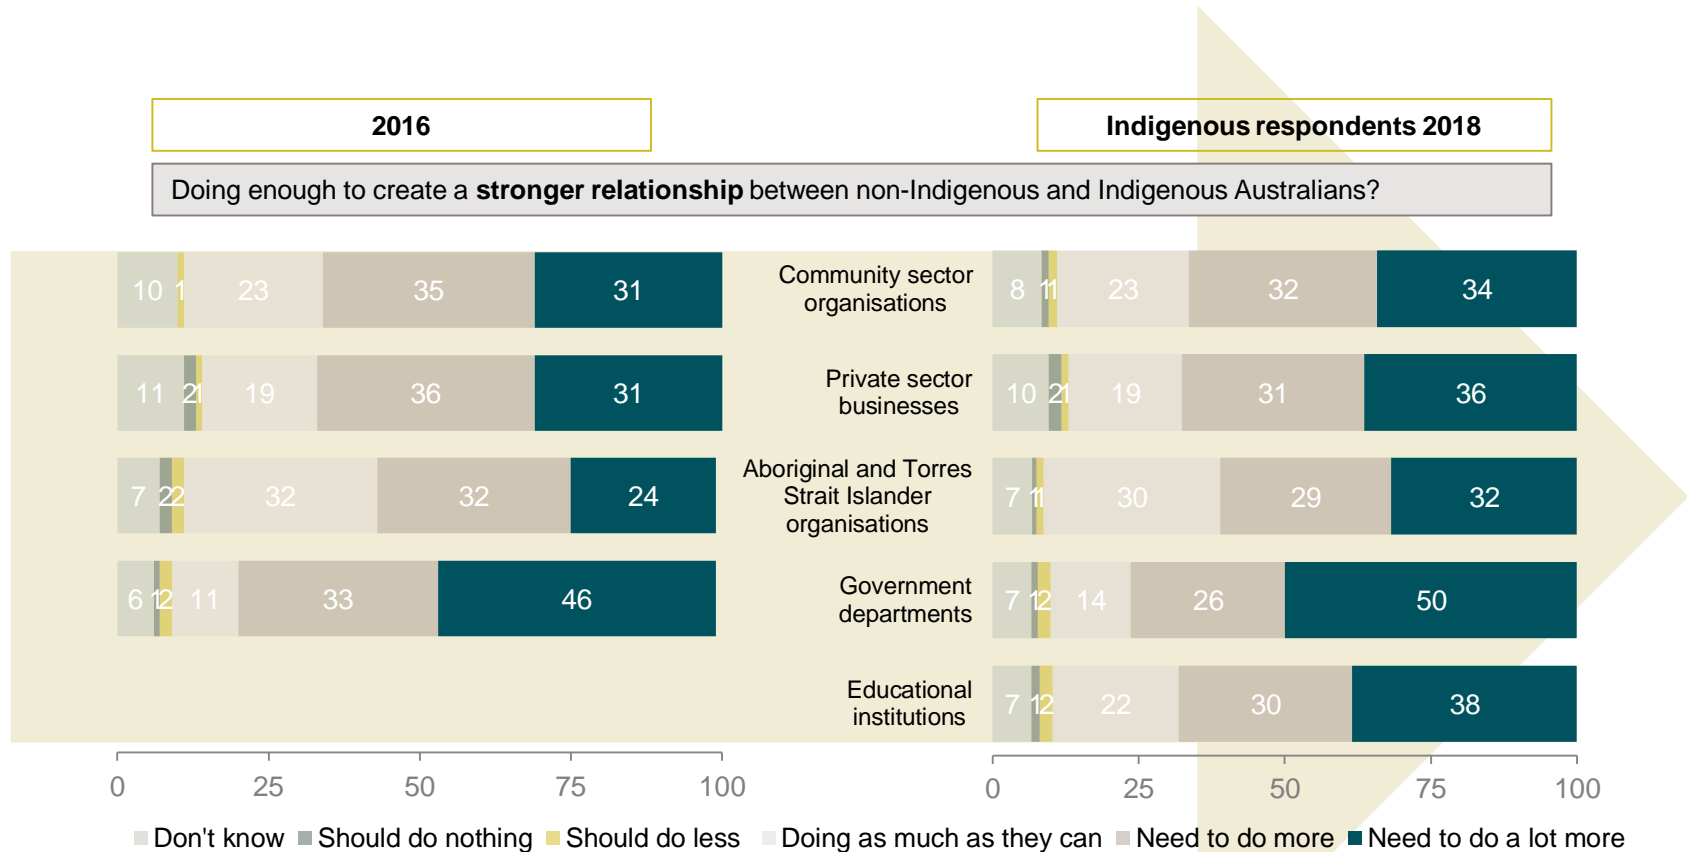 2016
Indigenous respondents 2018
Doing enough to create a stronger relationship between non-Indigenous and Indigenous Australians?
10 1 23 35 31
Community sector
organisations
8 1 1 23 32 34
11 2 1 19 36 31
Private sector
businesses
10 2 1 19 31 36
7 2 2 32 32 24
Aboriginal and Torres
Strait Islander
organisations
7 1 1 30 29 32
6 1 2 11 33 46
Government
departments
7 1 2 14 26 50
Educational
institutions
7 1 2 22 30 38
0 25 50 75 100
0 25 50 75 100
Don't know Should do nothing Should do less Doing as much as they can Need to do more Need to do a lot more